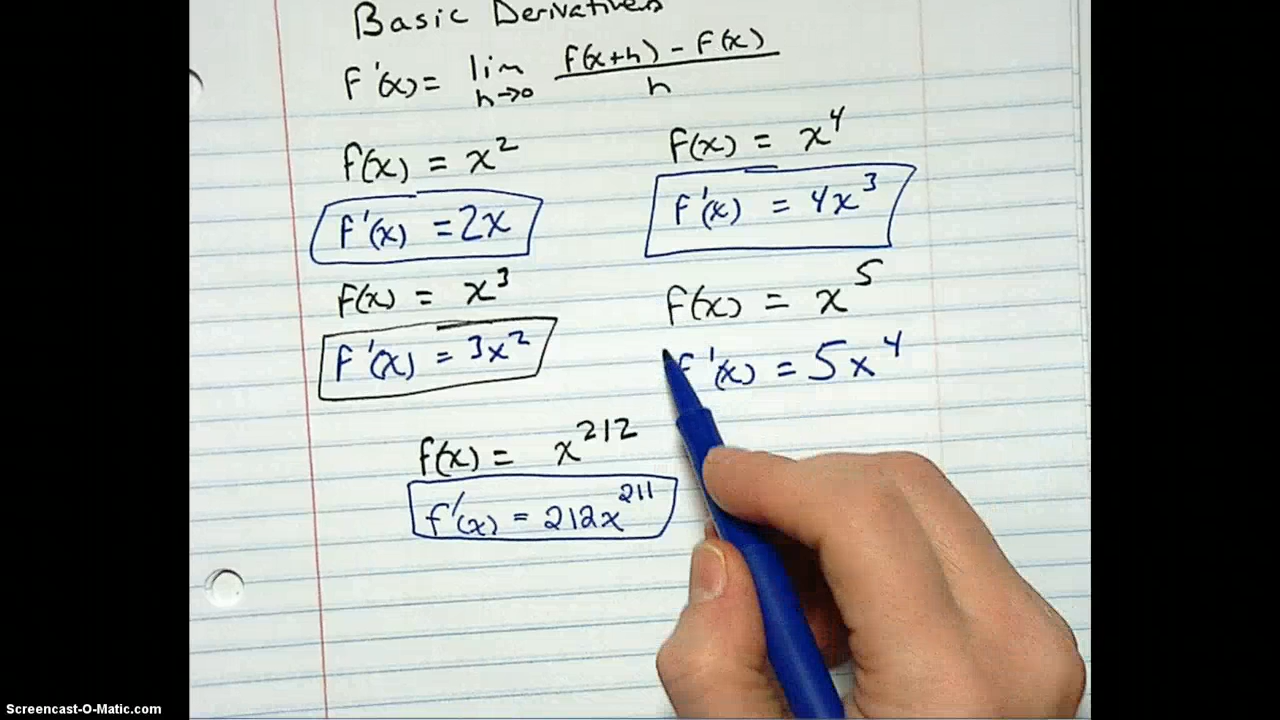 Basic Derivatives
F'(x) = lim h→0 F(x+h) - F(x) / h
f(x) = x²
f'(x) = 2x
f(x) = x³
f'(x) = 3x²
f(x) = x⁴
f'(x) = 4x³
f(x) = x⁵
f'(x) = 5x⁴
f(x) = x²¹²
f'(x) = 212x²¹¹
Screencast-O-Matic.com